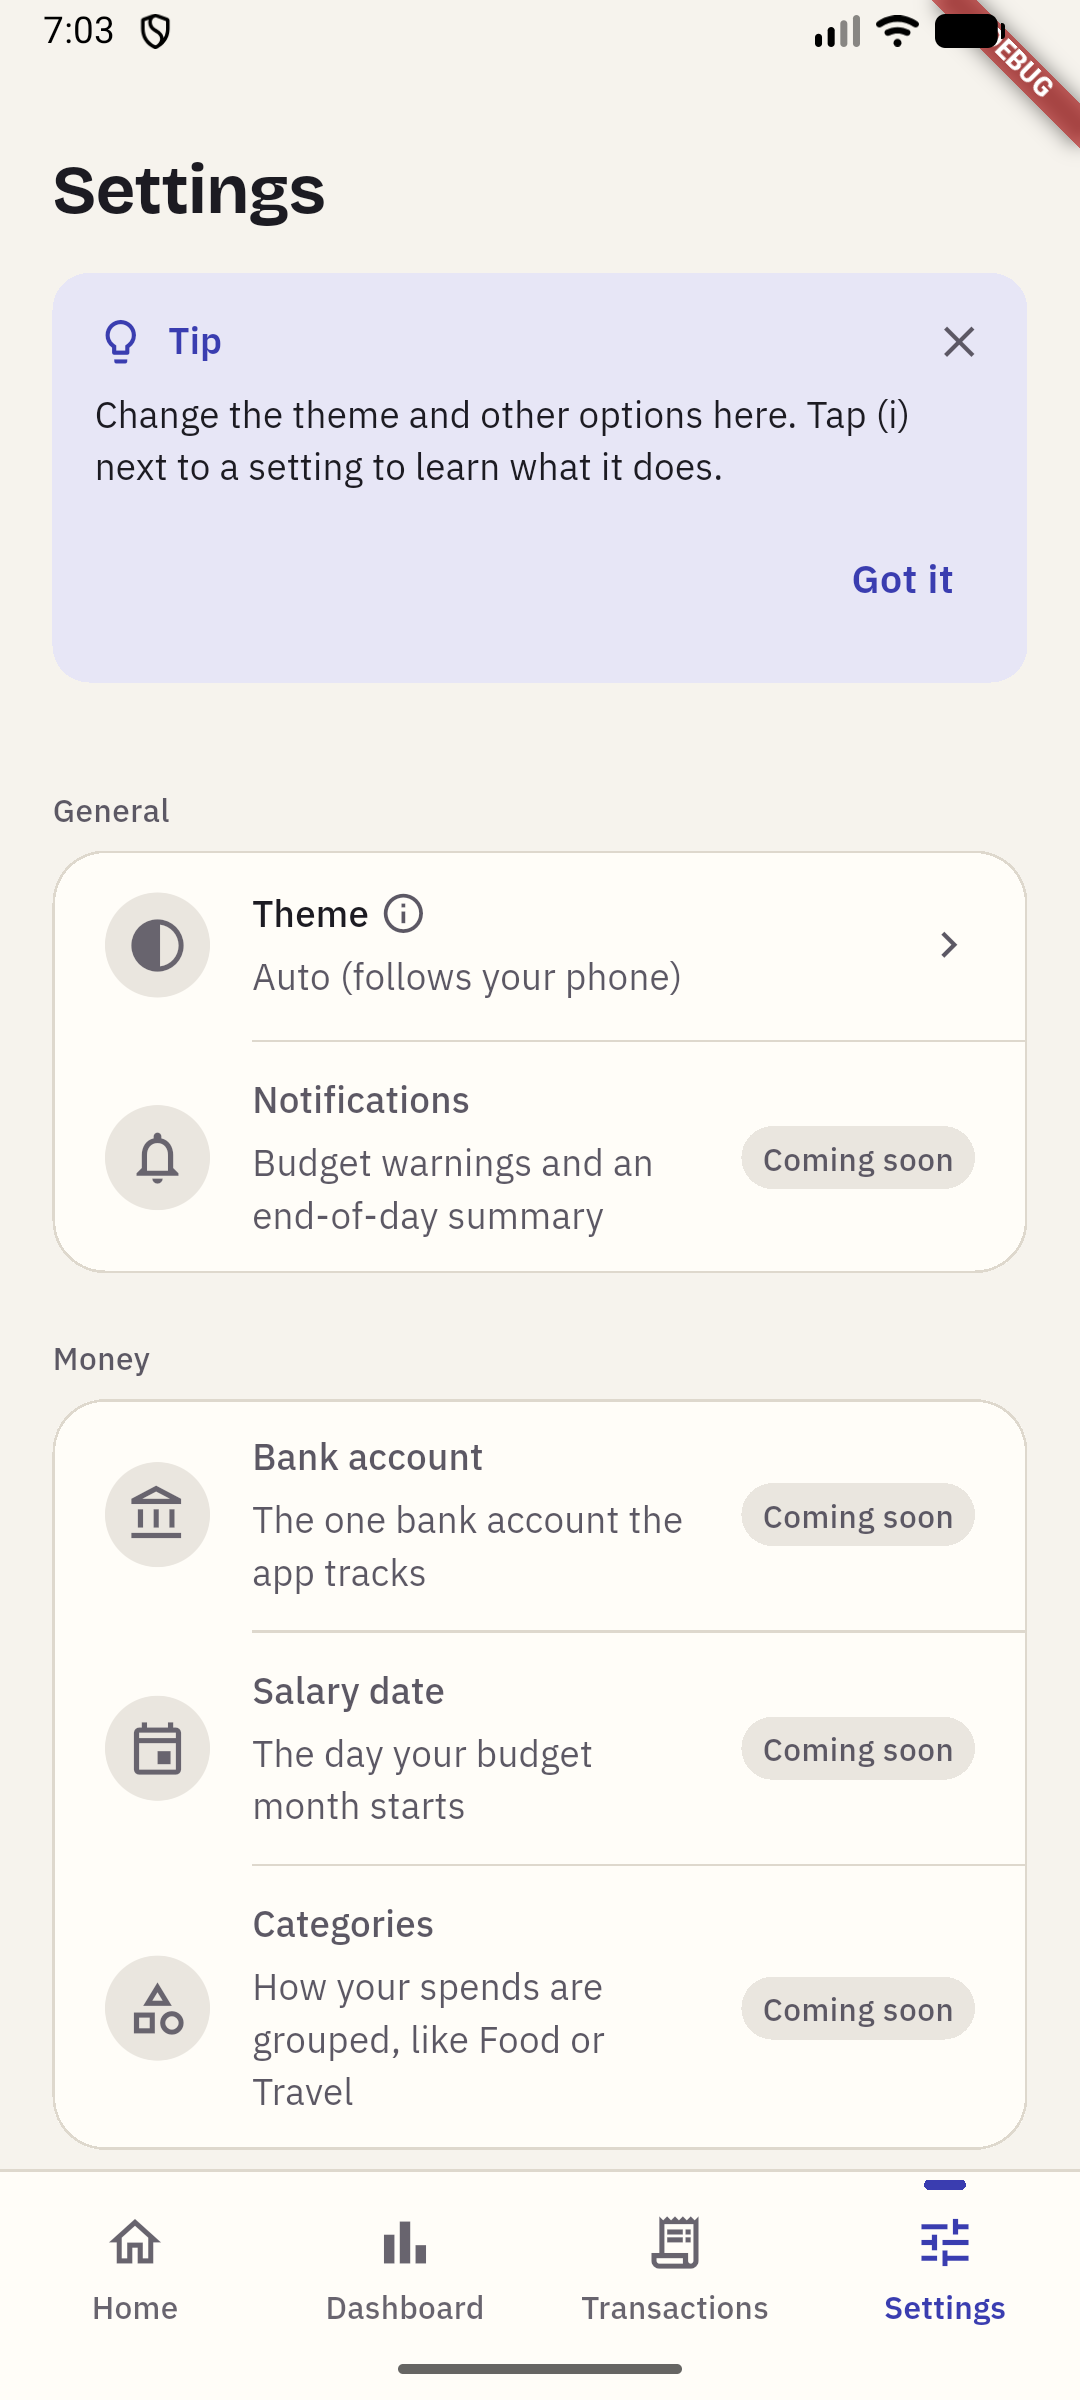 7:03
EBUG
Settings
Tip
Change the theme and other options here. Tap (i)
next to a setting to learn what it does.
Got it
General
Theme
Auto (follows your phone)
Notifications
Budget warnings and an
end-of-day summary
Coming soon
Money
Bank account
The one bank account the
app tracks
Coming soon
Salary date
The day your budget
month starts
Coming soon
Categories
How your spends are
grouped, like Food or
Travel
Coming soon
Home
Dashboard
Transactions
Settings